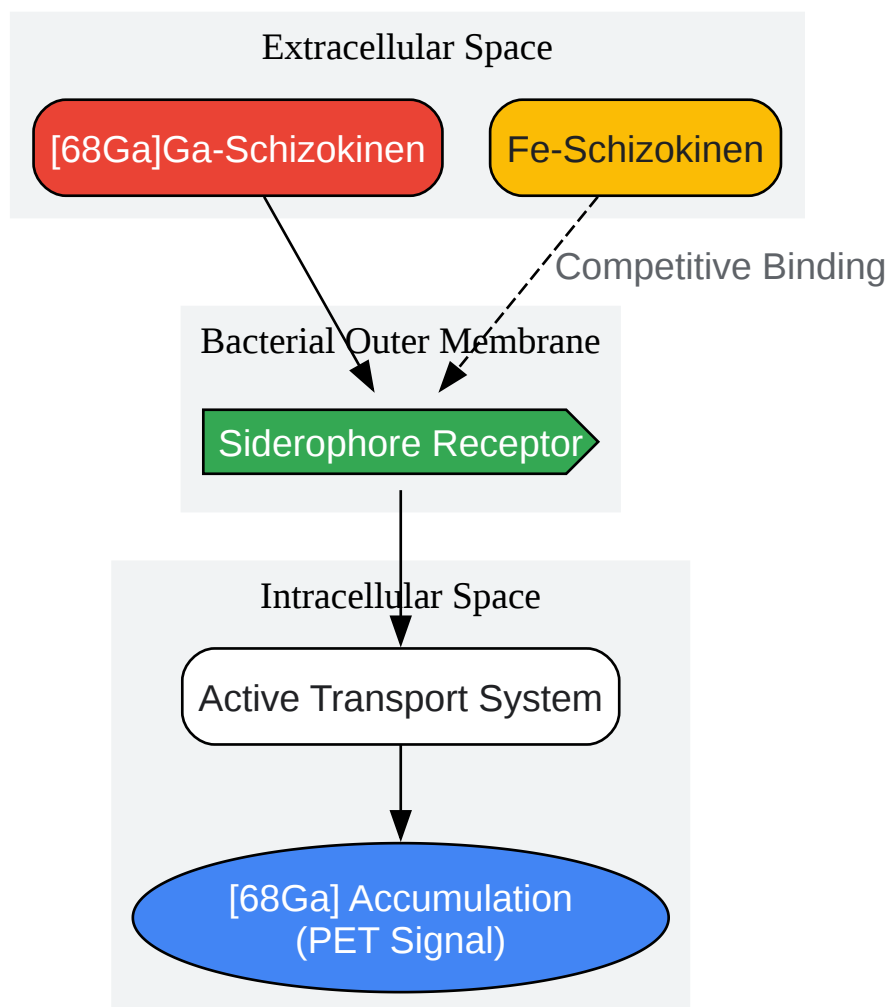 Extracellular Space
[68Ga]Ga-Schizokinen
Fe-Schizokinen
Competitive Binding
Bacterial Outer Membrane
Siderophore Receptor
Intracellular Space
Active Transport System
[68Ga] Accumulation
(PET Signal)